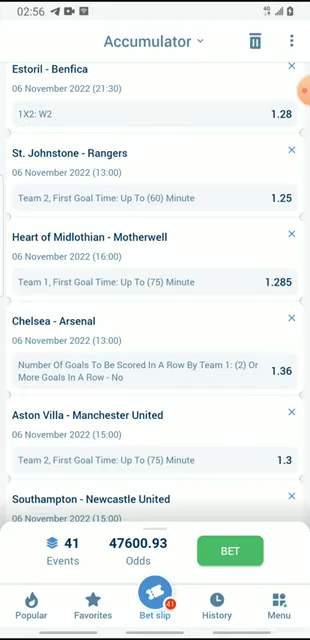 02:56
4G
Accumulator
Estoril - Benfica
06 November 2022 (21:30)
1X2: W2
1.28
St. Johnstone - Rangers
06 November 2022 (13:00)
Team 2, First Goal Time: Up To (60) Minute
1.25
Heart of Midlothian - Motherwell
06 November 2022 (16:00)
Team 1, First Goal Time: Up To (75) Minute
1.285
Chelsea - Arsenal
06 November 2022 (13:00)
Number Of Goals To Be Scored In A Row By Team 1: (2) Or
More Goals In A Row - No
1.36
Aston Villa - Manchester United
06 November 2022 (15:00)
Team 2, First Goal Time: Up To (75) Minute
1.3
Southampton - Newcastle United
06 November 2022 (15:00)
41
47600.93
BET
Events
Odds
41
Popular
Favorites
Bet slip
History
Menu